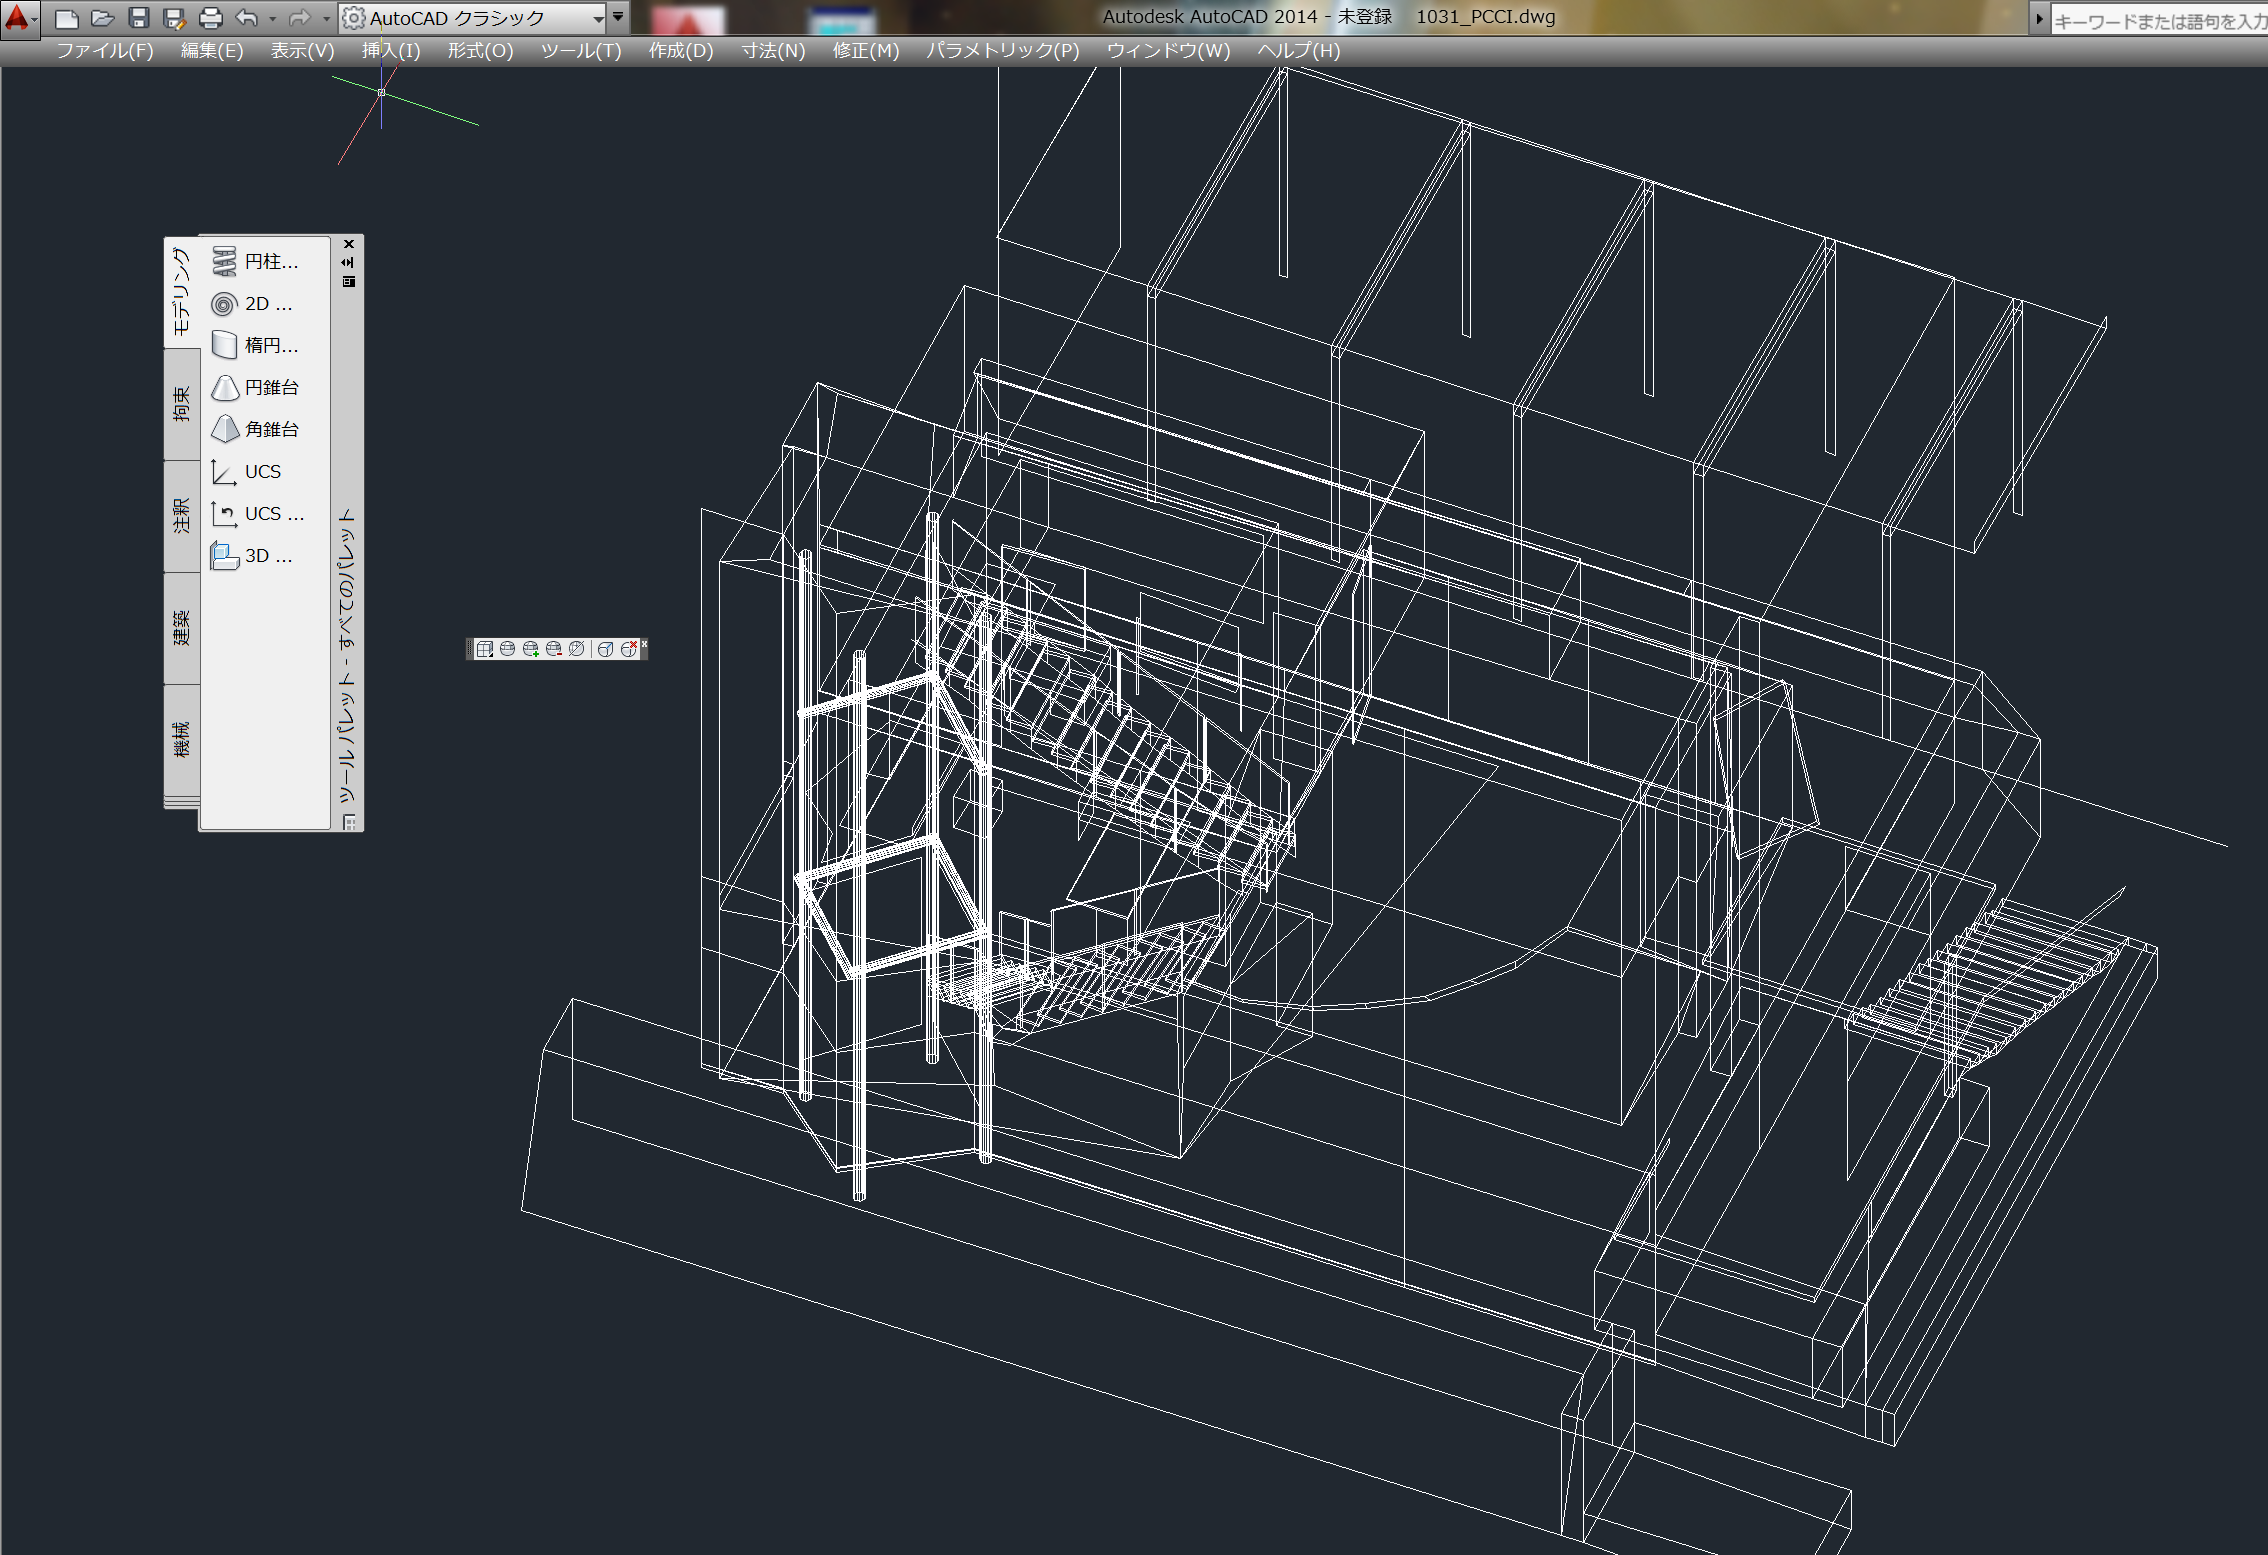 AutoCAD クラシック
Autodesk AutoCAD 2014 - 未登録 1031_PCCI.dwg
キーワードまたは語句を入力
ファイル(F) 編集(E) 表示(V) 挿入(I) 形式(O) ツール(T) 作成(D) 寸法(N) 修正(M) パラメトリック(P) ウィンドウ(W) ヘルプ(H)
モデリング
拘束
注釈
建築
機械
円柱...
2D ...
楕円...
円錐台
角錐台
UCS
UCS ...
3D ...
ツール パレット - すべてのパレット